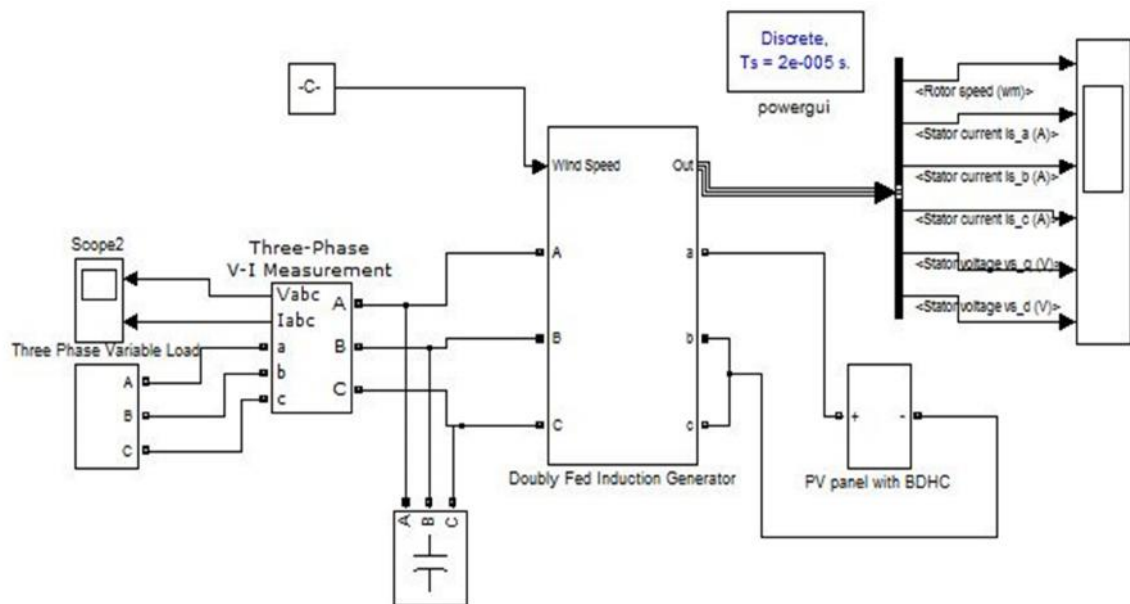 Discrete,
Ts = 2e-005 s.
powergui
-C-
Wind Speed
Out
<Rotor speed (wm)>
<Stator current is_a (A)>
<Stator current is_b (A)>
<Stator current is_c (A)>
<Stator voltage vs_q (V)>
<Stator voltage vs_d (V)>
Scope2
Three-Phase
V-I Measurement
Vabc
Iabc
a
b
c
A
B
C
Three Phase Variable Load
A
B
C
A
B
C
a
b
c
Doubly Fed Induction Generator
+
-
PV panel with BDHC
A
B
C